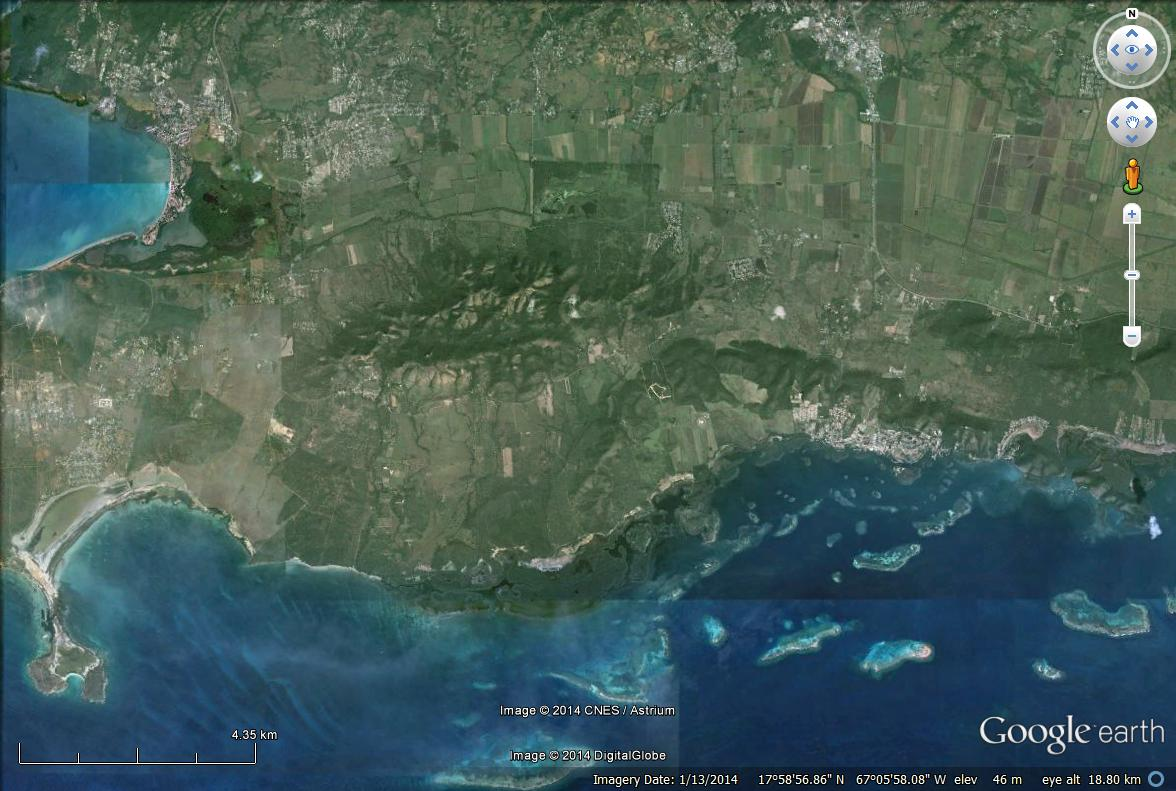 N
4.35 km
Image © 2014 CNES / Astrium
Image © 2014 DigitalGlobe
Google earth
Imagery Date: 1/13/2014 17°58'56.86" N 67°05'58.08" W elev 46 m eye alt 18.80 km